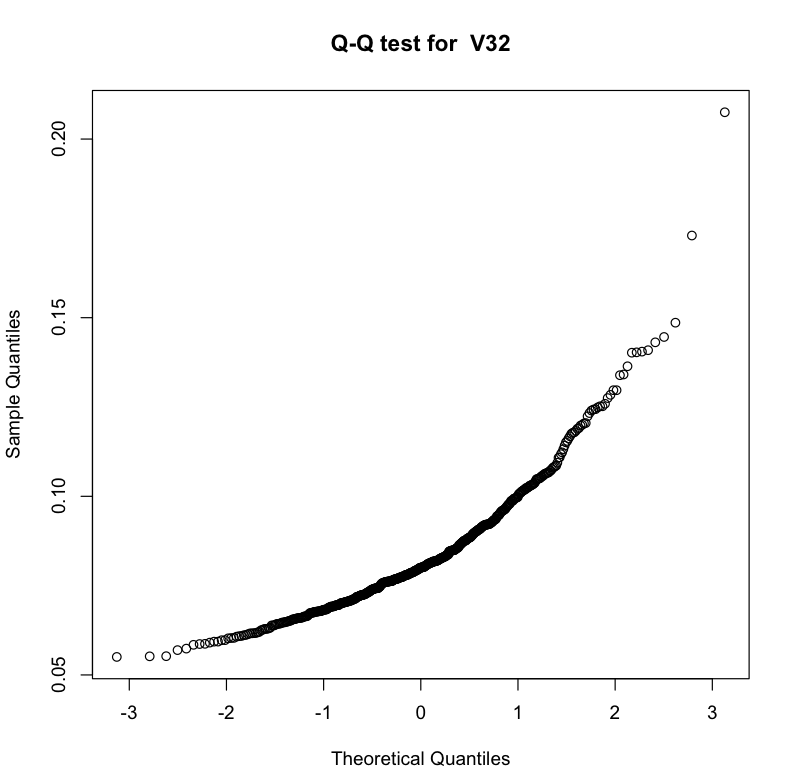 Q-Q test for  V32
Sample Quantiles
0.20
0.15
0.10
0.05
-3 -2 -1 0 1 2 3
Theoretical Quantiles